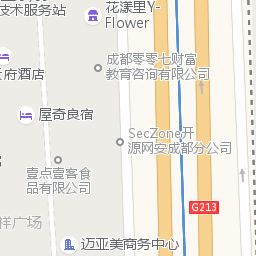 技术服务站
花漾里Y-
Flower
成都零零七财富
教育咨询有限公司
府酒店
屋奇良宿
SecZone开
源网安成都分公司
壹点壹客食
品有限公司
祥广场
G213
迈亚美商务中心